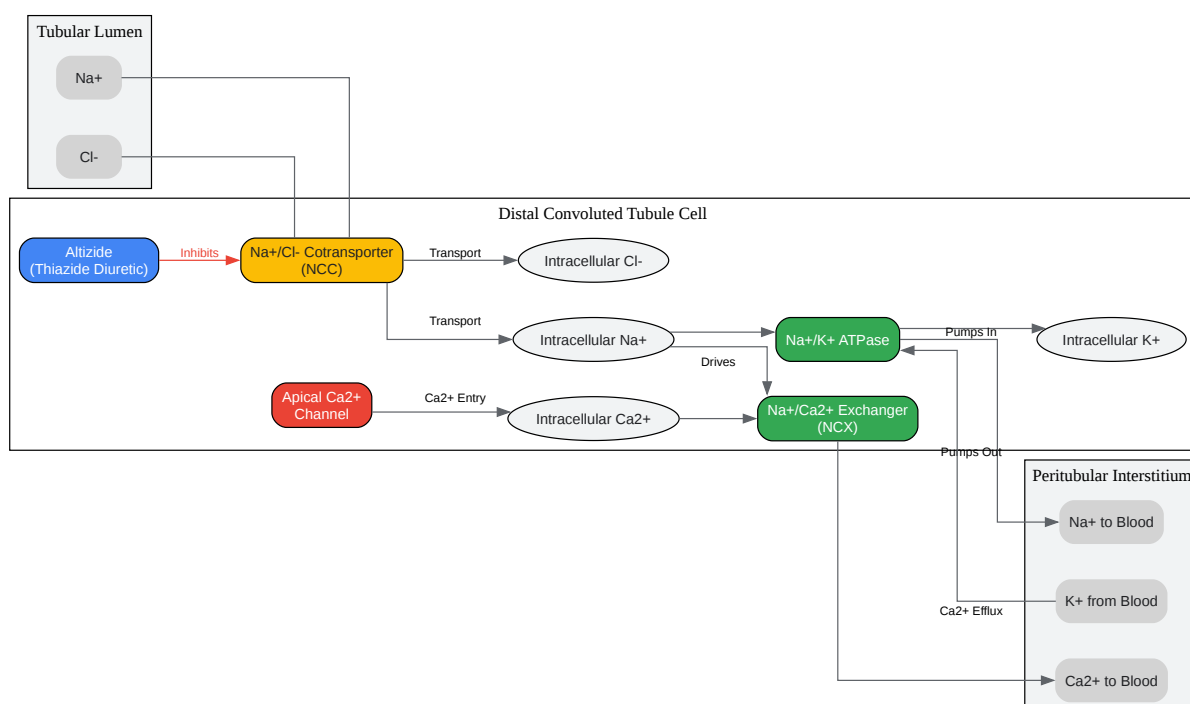 Tubular Lumen
Na+
Cl-
Distal Convoluted Tubule Cell
Altizide
(Thiazide Diuretic)
Inhibits
Na+/Cl- Cotransporter
(NCC)
Transport
Intracellular Cl-
Transport
Intracellular Na+
Drives
Na+/K+ ATPase
Pumps In
Intracellular K+
Apical Ca2+
Channel
Ca2+ Entry
Intracellular Ca2+
Na+/Ca2+ Exchanger
(NCX)
Pumps Out
Peritubular Interstitium
Na+ to Blood
K+ from Blood
Ca2+ Efflux
Ca2+ to Blood